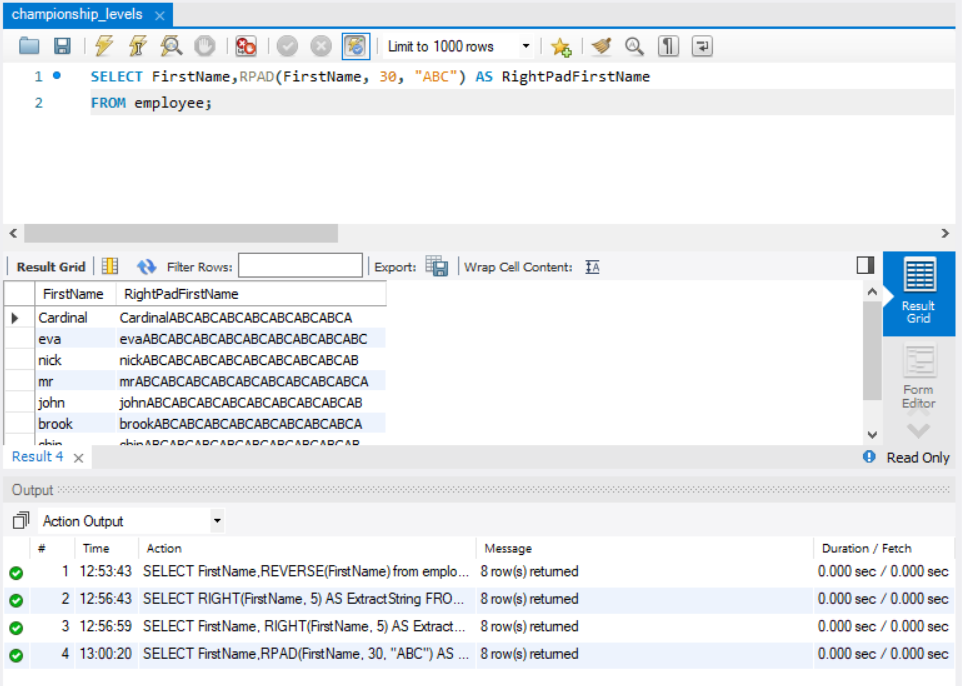 championship_levels
Limit to 1000 rows
1 SELECT FirstName,RPAD(FirstName, 30, "ABC") AS RightPadFirstName
2 FROM employee;
Result Grid Filter Rows: Export: Wrap Cell Content:
FirstName RightPadFirstName
Cardinal CardinalABCABCABCABCABCABCABCA
eva evaABCABCABCABCABCABCABCABCABC
nick nickABCABCABCABCABCABCABCABCAB
mr mrABCABCABCABCABCABCABCABCABCA
john johnABCABCABCABCABCABCABCABCAB
brook brookABCABCABCABCABCABCABCABCA
Result
Grid
Form
Editor
Result 4 Read Only
Output
Action Output
# Time Action Message Duration / Fetch
1 12:53:43 SELECT FirstName,REVERSE(FirstName) from emplo... 8 row(s) returned 0.000 sec / 0.000 sec
2 12:56:43 SELECT RIGHT(FirstName, 5) AS ExtractString FRO... 8 row(s) returned 0.000 sec / 0.000 sec
3 12:56:59 SELECT FirstName, RIGHT(FirstName, 5) AS Extract... 8 row(s) returned 0.000 sec / 0.000 sec
4 13:00:20 SELECT FirstName,RPAD(FirstName, 30, "ABC") AS ... 8 row(s) returned 0.000 sec / 0.000 sec